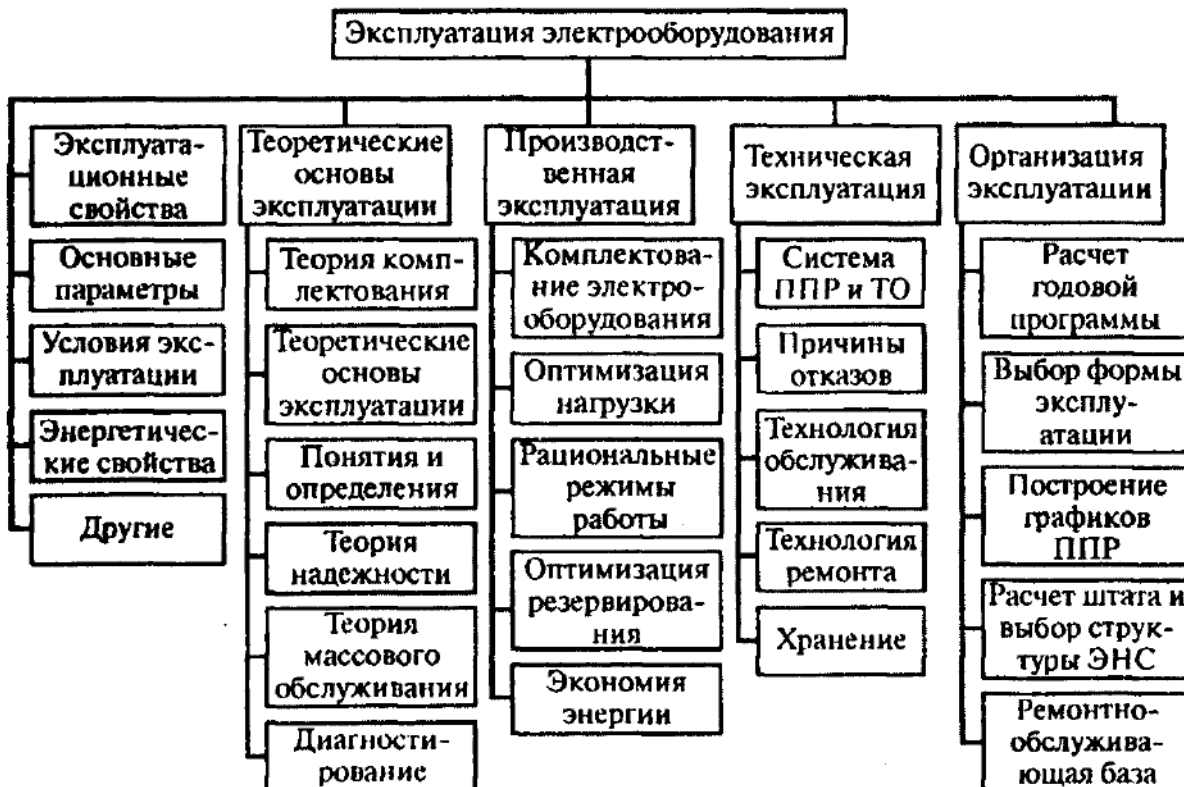 Эксплуатация электрооборудования
Эксплуата-
ционные
свойства
Основные
параметры
Условия экс-
плуатации
Энергетичес-
кие свойства
Другие
Теоретические
основы
эксплуатации
Теория комп-
лектования
Теоретические
основы
эксплуатации
Понятия и
определения
Теория
надежности
Теория
массового
обслуживания
Диагности-
рование
Производст-
венная
эксплуатация
Комплектова-
ние электро-
оборудования
Оптимизация
нагрузки
Рациональные
режимы
работы
Оптимизация
резервирова-
ния
Экономия
энергии
Техническая
эксплуатация
Система
ППР и ТО
Причины
отказов
Технология
обслужива-
ния
Технология
ремонта
Хранение
Организация
эксплуатации
Расчет
годовой
программы
Выбор формы
эксплу-
атации
Построение
графиков
ППР
Расчет штата и
выбор струк-
туры ЭНС
Ремонтно-
обслужива-
ющая база